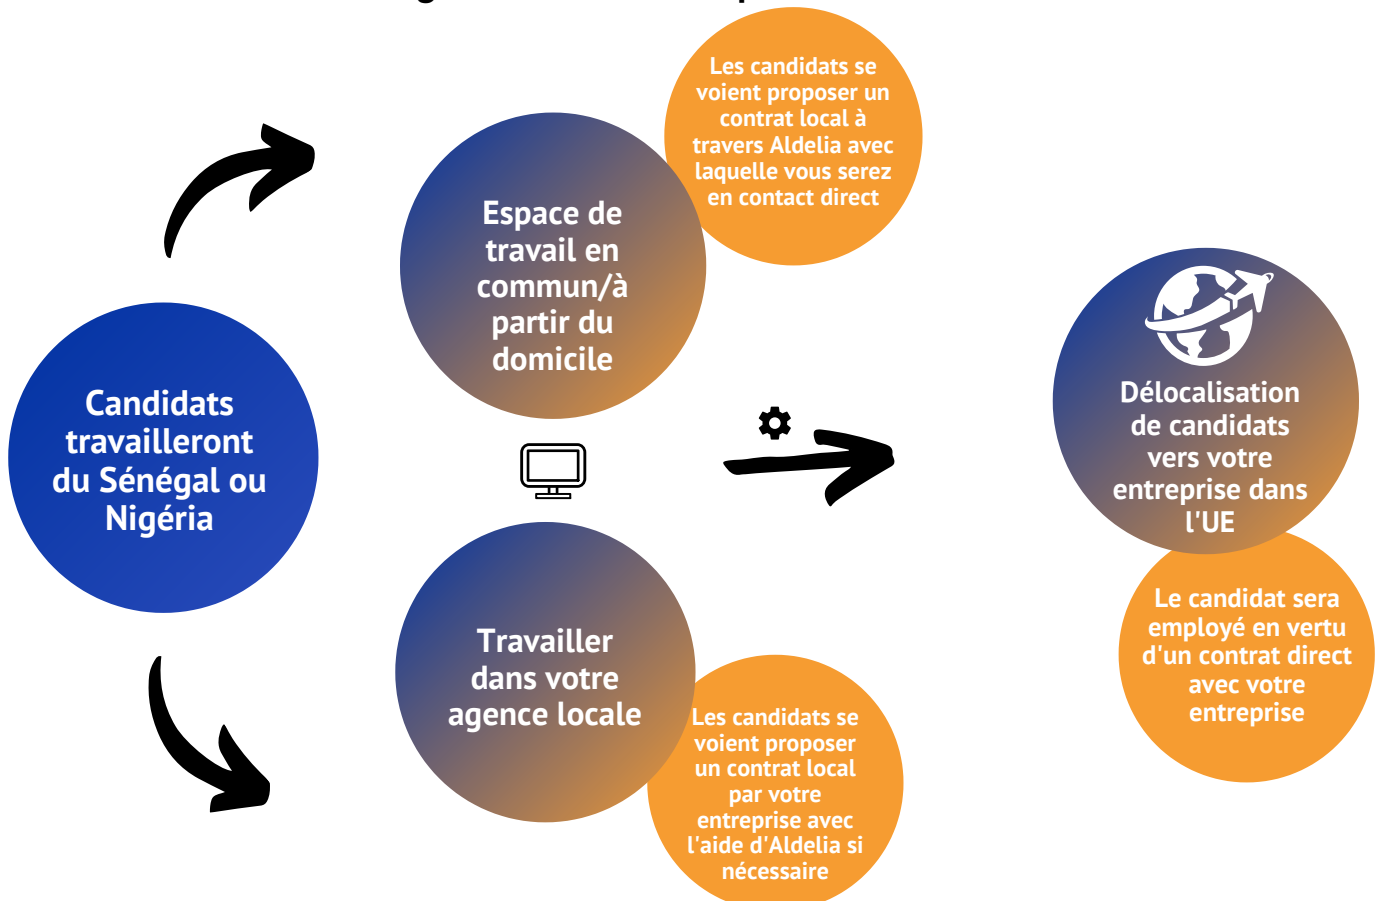 Les candidats se
voient proposer un
contrat local à
travers Aldelia avec
laquelle vous serez
en contact direct
Espace de
travail en
commun/à
partir du
domicile
Candidats
travailleront
du Sénégal ou
Nigéria
Délocalisation
de candidats
vers votre
entreprise dans
l'UE
Le candidat sera
employé en vertu
d'un contrat direct
avec votre
entreprise
Travailler
dans votre
agence locale
Les candidats se
voient proposer
un contrat local
par votre
entreprise avec
l'aide d'Aldelia si
nécessaire